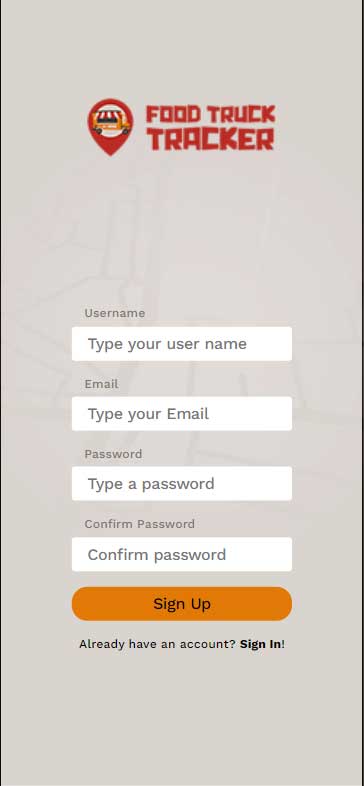 FOOD TRUCK
TRACKER
Username
Type your user name
Email
Type your Email
Password
Type a password
Confirm Password
Confirm password
Sign Up
Already have an account? Sign In!